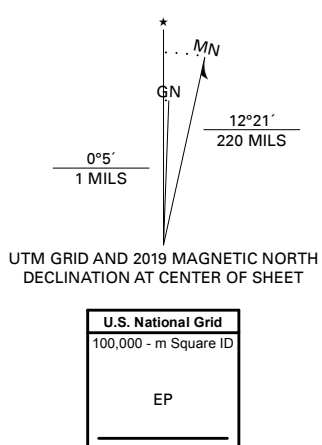 ★
MN
GN
12°21´
220 MILS
0°5´
1 MILS
UTM GRID AND 2019 MAGNETIC NORTH
DECLINATION AT CENTER OF SHEET
U.S. National Grid
100,000 - m Square ID
EP